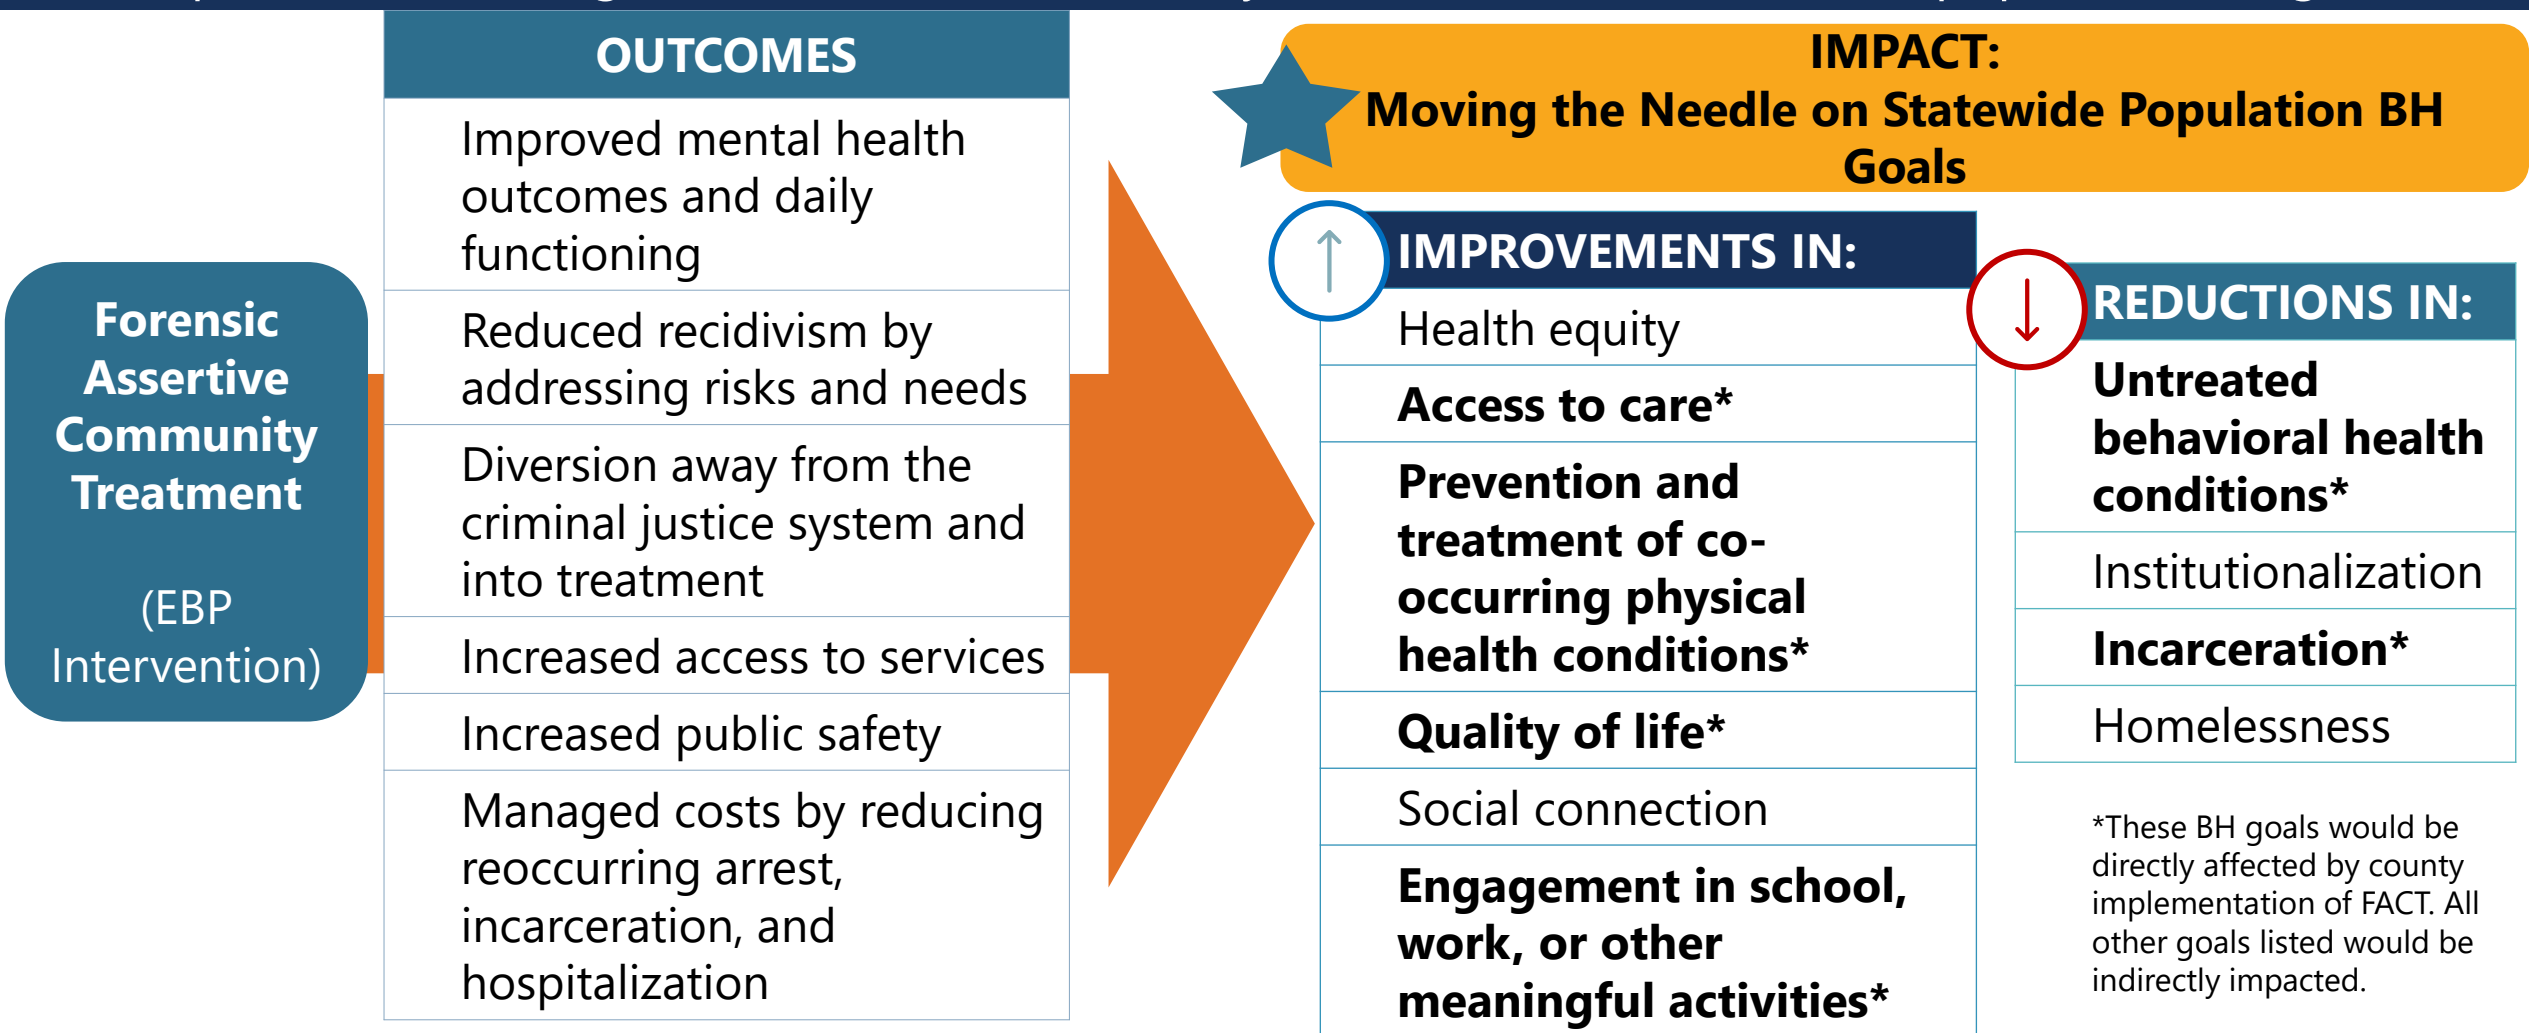 Forensic
Assertive
Community
Treatment
(EBP
Intervention)
OUTCOMES
Improved mental health
outcomes and daily
functioning
Reduced recidivism by
addressing risks and needs
Diversion away from the
criminal justice system and
into treatment
Increased access to services
Increased public safety
Managed costs by reducing
reoccurring arrest,
incarceration, and
hospitalization
IMPACT:
Moving the Needle on Statewide Population BH
Goals
IMPROVEMENTS IN:
Health equity
Access to care*
Prevention and
treatment of co-
occurring physical
health conditions*
Quality of life*
Social connection
Engagement in school,
work, or other
meaningful activities*
REDUCTIONS IN:
Untreated
behavioral health
conditions*
Institutionalization
Incarceration*
Homelessness
*These BH goals would be
directly affected by county
implementation of FACT. All
other goals listed would be
indirectly impacted.